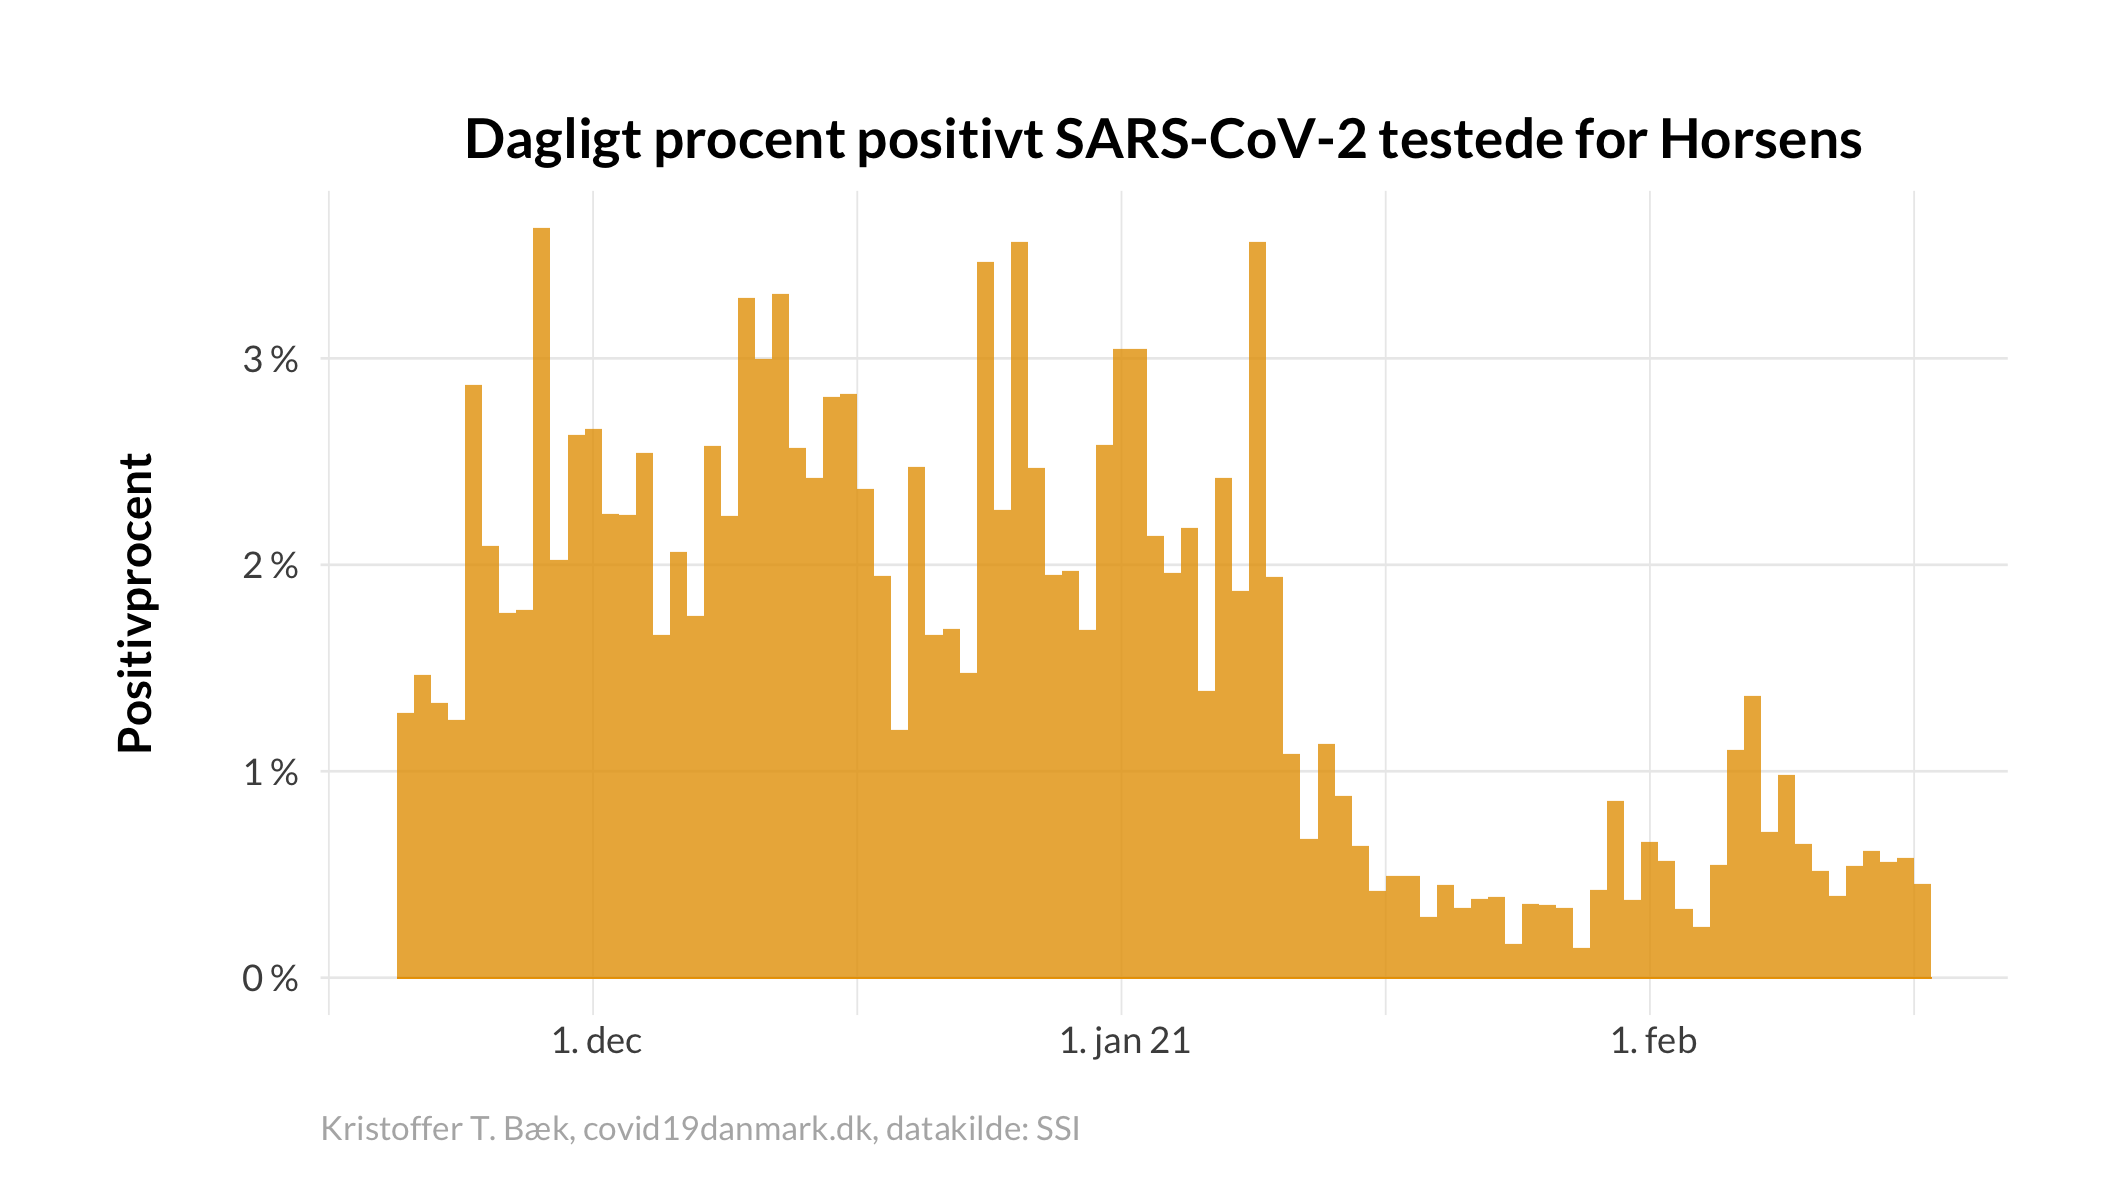 Dagligt procent positivt SARS-CoV-2 testede for Horsens
Positivprocent
3 %
2 %
1 %
0 %
1. dec
1. jan 21
1. feb
Kristoffer T. Bæk, covid19danmark.dk, datakilde: SSI